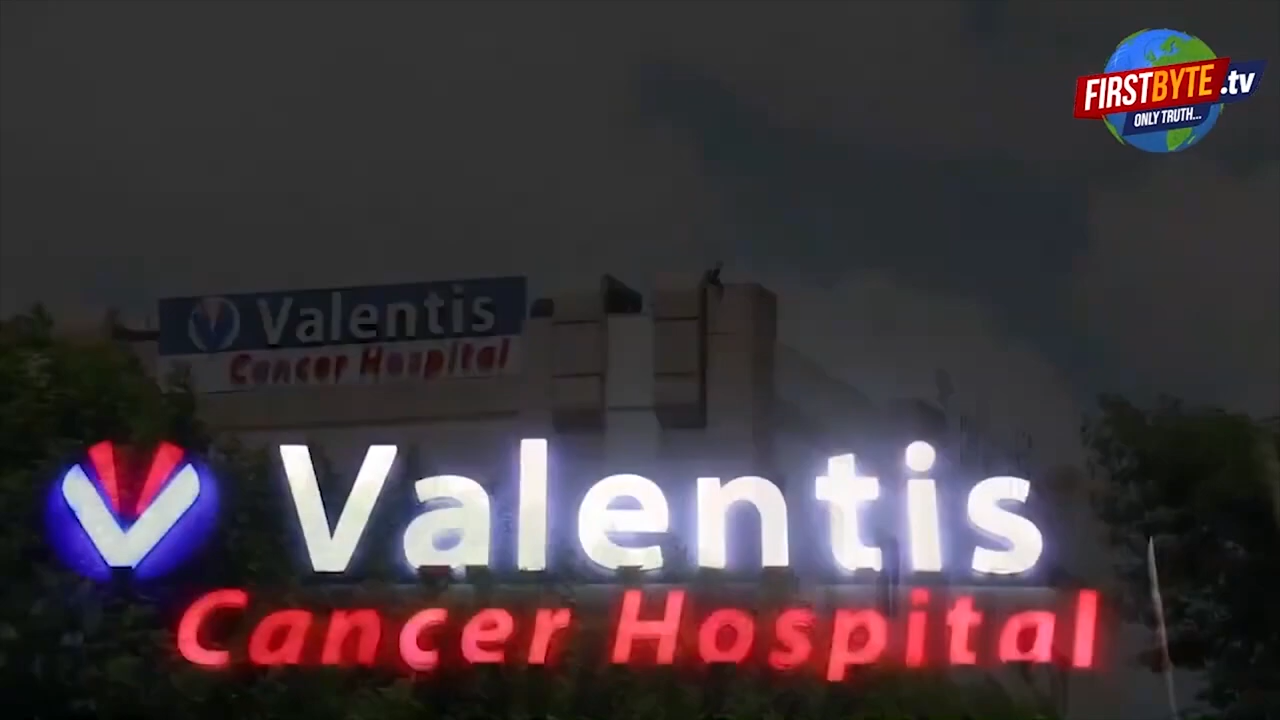 FIRSTBYTE.tv
ONLY TRUTH...
Valentis
Cancer Hospital
Valentis
Cancer Hospital